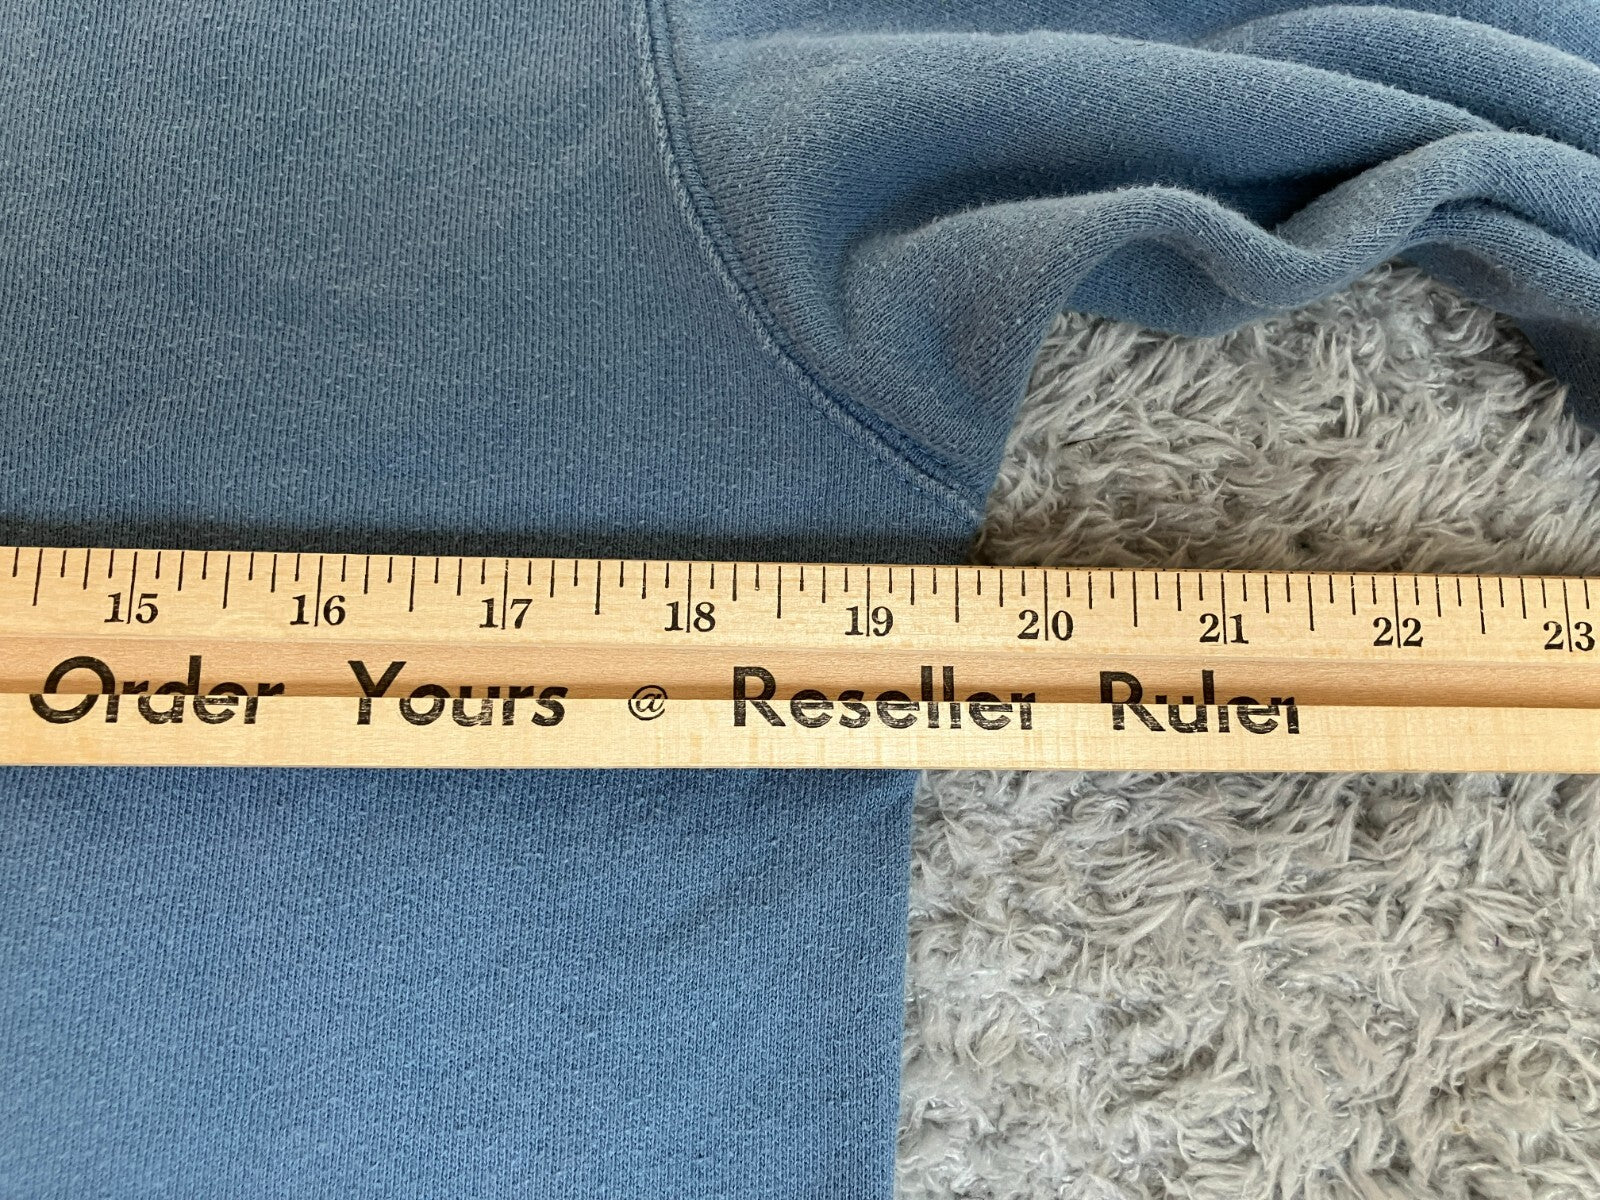 15 16 17 18 19 20 21 22 23
Order Yours @ Reseller Ruler